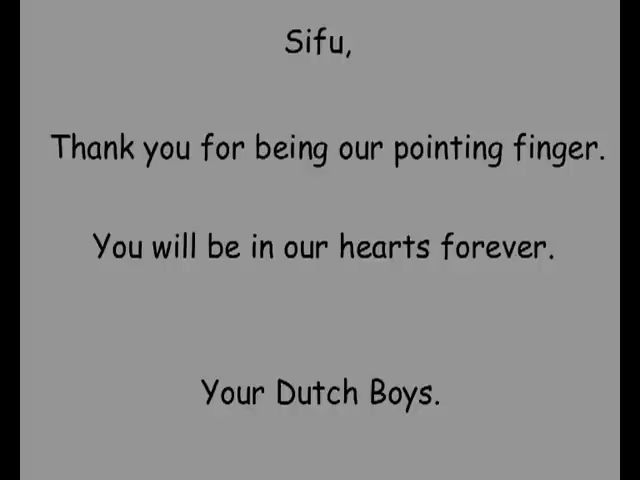 Sifu,
Thank you for being our pointing finger.
You will be in our hearts forever.
Your Dutch Boys.